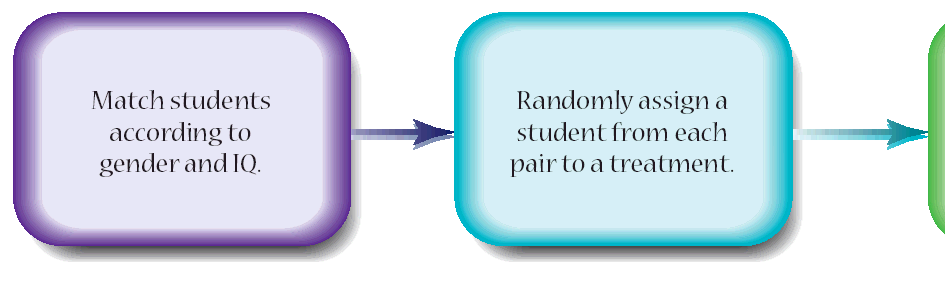 Match students
according to
gender and IQ.
Randomly assign a
student from each
pair to a treatment.